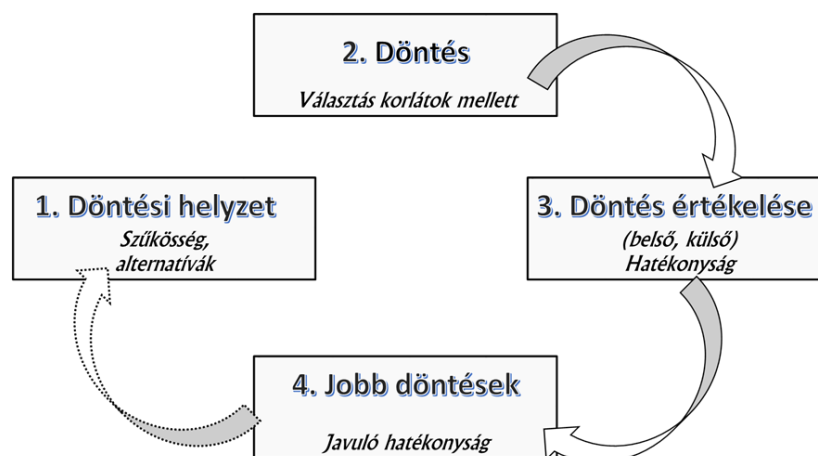 2. Döntés
Választás korlátok mellett
1. Döntési helyzet
Szűkösség,
alternatívák
3. Döntés értékelése
(belső, külső)
Hatékonyság
4. Jobb döntések
Javuló hatékonyság